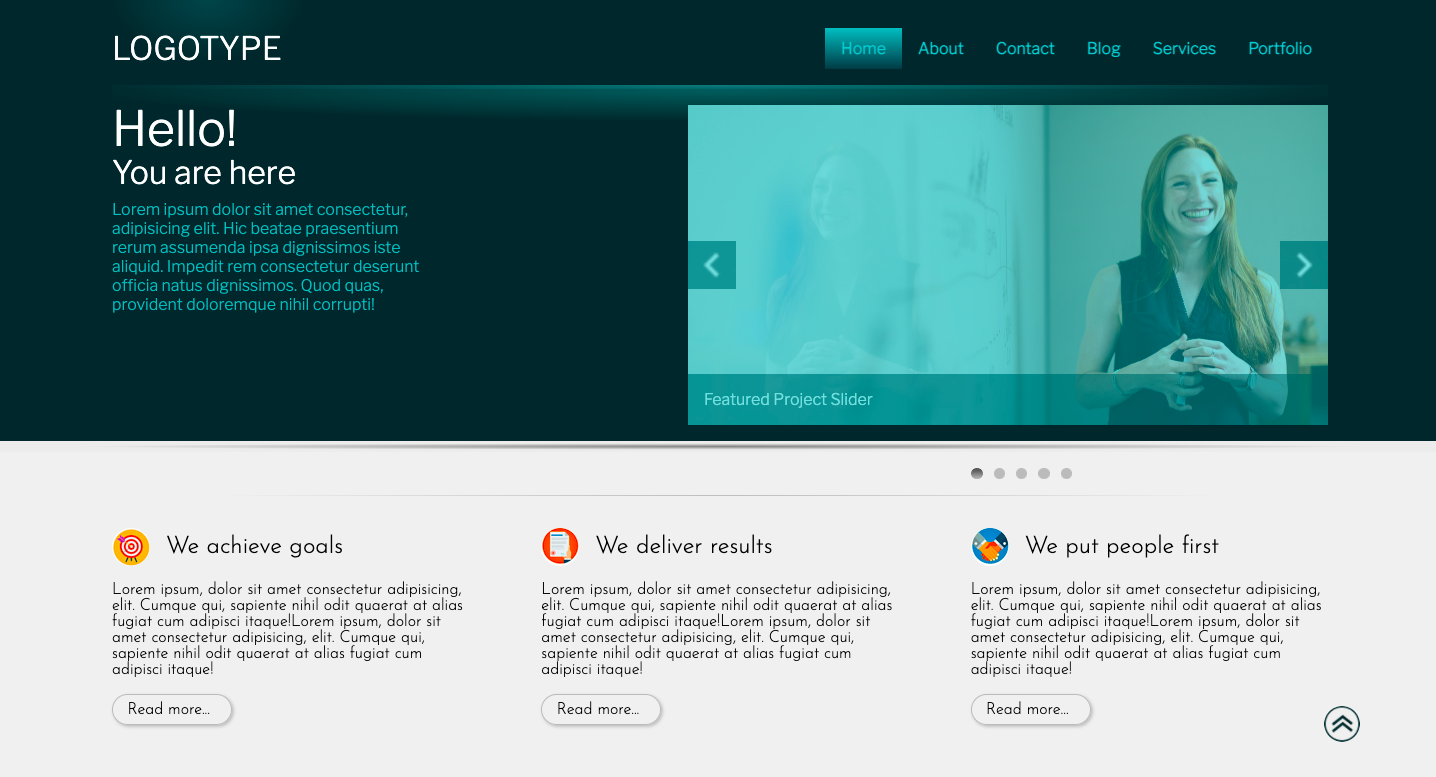 LOGOTYPE
Home About Contact Blog Services Portfolio
Hello!
You are here
Lorem ipsum dolor sit amet consectetur,
adipisicing elit. Hic beatae praesentium
rerum assumenda ipsa dignissimos iste
aliquid. Impedit rem consectetur deserunt
officia natus dignissimos. Quod quas,
provident doloremque nihil corrupti!
Featured Project Slider
We achieve goals
Lorem ipsum, dolor sit amet consectetur adipisicing,
elit. Cumque qui, sapiente nihil odit quaerat at alias
fugiat cum adipisci itaque!Lorem ipsum, dolor sit
amet consectetur adipisicing, elit. Cumque qui,
sapiente nihil odit quaerat at alias fugiat cum
adipisci itaque!
Read more...
We deliver results
Lorem ipsum, dolor sit amet consectetur adipisicing,
elit. Cumque qui, sapiente nihil odit quaerat at alias
fugiat cum adipisci itaque!Lorem ipsum, dolor sit
amet consectetur adipisicing, elit. Cumque qui,
sapiente nihil odit quaerat at alias fugiat cum
adipisci itaque!
Read more...
We put people first
Lorem ipsum, dolor sit amet consectetur adipisicing,
elit. Cumque qui, sapiente nihil odit quaerat at alias
fugiat cum adipisci itaque!Lorem ipsum, dolor sit
amet consectetur adipisicing, elit. Cumque qui,
sapiente nihil odit quaerat at alias fugiat cum
adipisci itaque!
Read more...